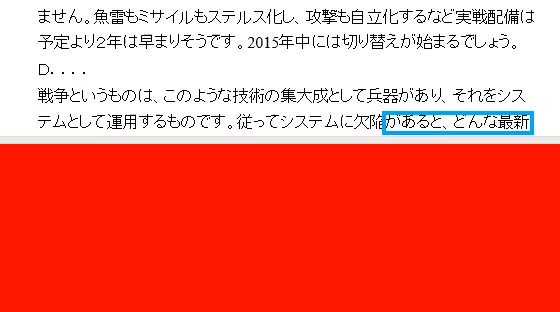 ません。魚雷もミサイルもステルス化し、攻撃も自立化するなど実戦配備は
予定より２年は早まりそうです。2015年中には切り替えが始まるでしょう。
Ｄ．．．．
戦争というものは、このような技術の集大成として兵器があり、それをシス
テムとして運用するものです。従ってシステムに欠陥があると、どんな最新